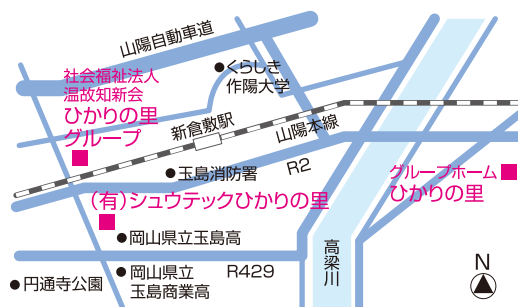 山陽自動車道
社会福祉法人
温故知新会
ひかりの里
グループ
くらしき
作陽大学
新倉敷駅
山陽本線
玉島消防署
R2
グループホーム
ひかりの里
（有）シュウテックひかりの里
岡山県立玉島高
高梁川
円通寺公園
岡山県立
玉島商業高
R429
N